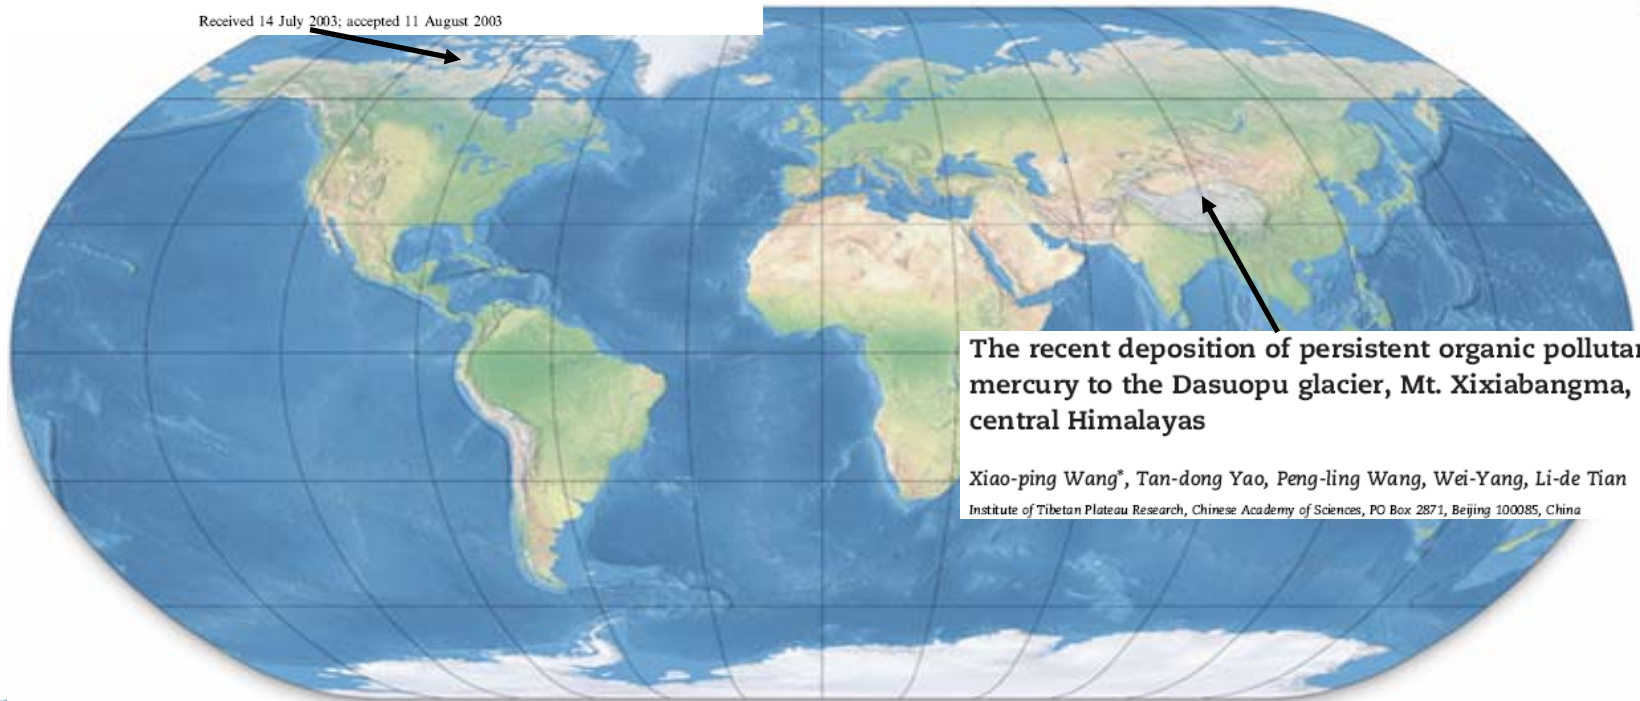 Received 14 July 2003; accepted 11 August 2003
The recent deposition of persistent organic polluta
mercury to the Dasuopu glacier, Mt. Xixiabangma,
central Himalayas
Xiao-ping Wang*, Tan-dong Yao, Peng-ling Wang, Wei-Yang, Li-de Tian
Institute of Tibetan Plateau Research, Chinese Academy of Sciences, PO Box 2871, Beijing 100085, China